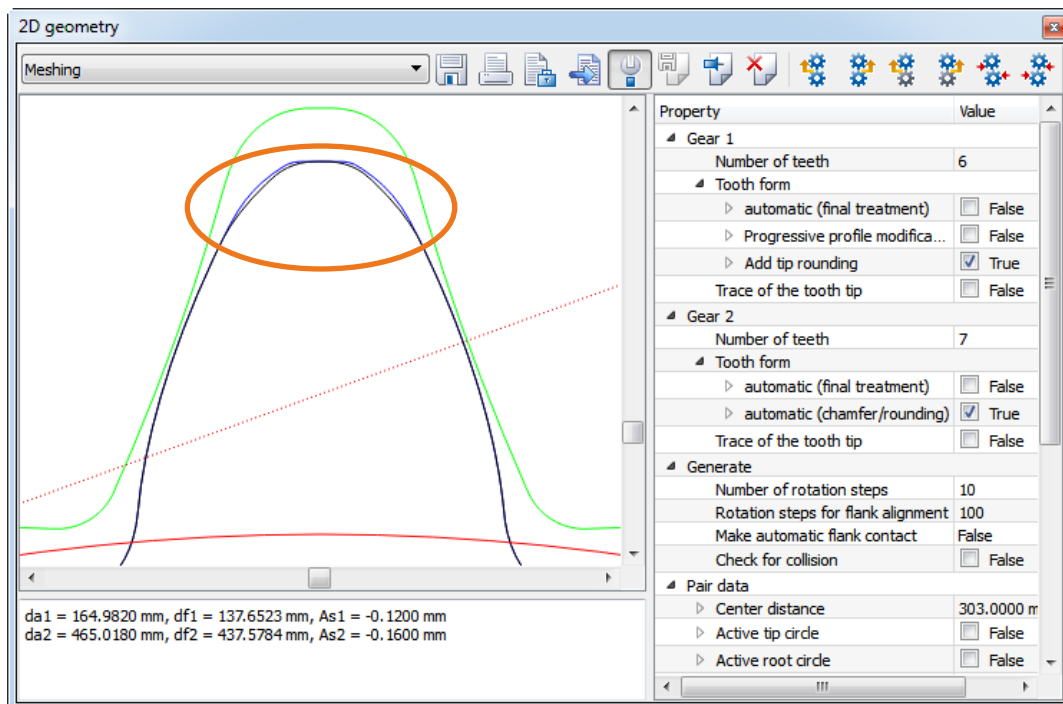 2D geometry
Meshing
Property Value
Gear 1
Number of teeth 6
Tooth form
automatic (final treatment) False
Progressive profile modifica... False
Add tip rounding True
Trace of the tooth tip False
Gear 2
Number of teeth 7
Tooth form
automatic (final treatment) False
automatic (chamfer/rounding) True
Trace of the tooth tip False
Generate
Number of rotation steps 10
Rotation steps for flank alignment 100
Make automatic flank contact False
Check for collision False
Pair data
Center distance 303.0000 m
Active tip circle False
Active root circle False
da1 = 164.9820 mm, df1 = 137.6523 mm, As1 = -0.1200 mm
da2 = 465.0180 mm, df2 = 437.5784 mm, As2 = -0.1600 mm